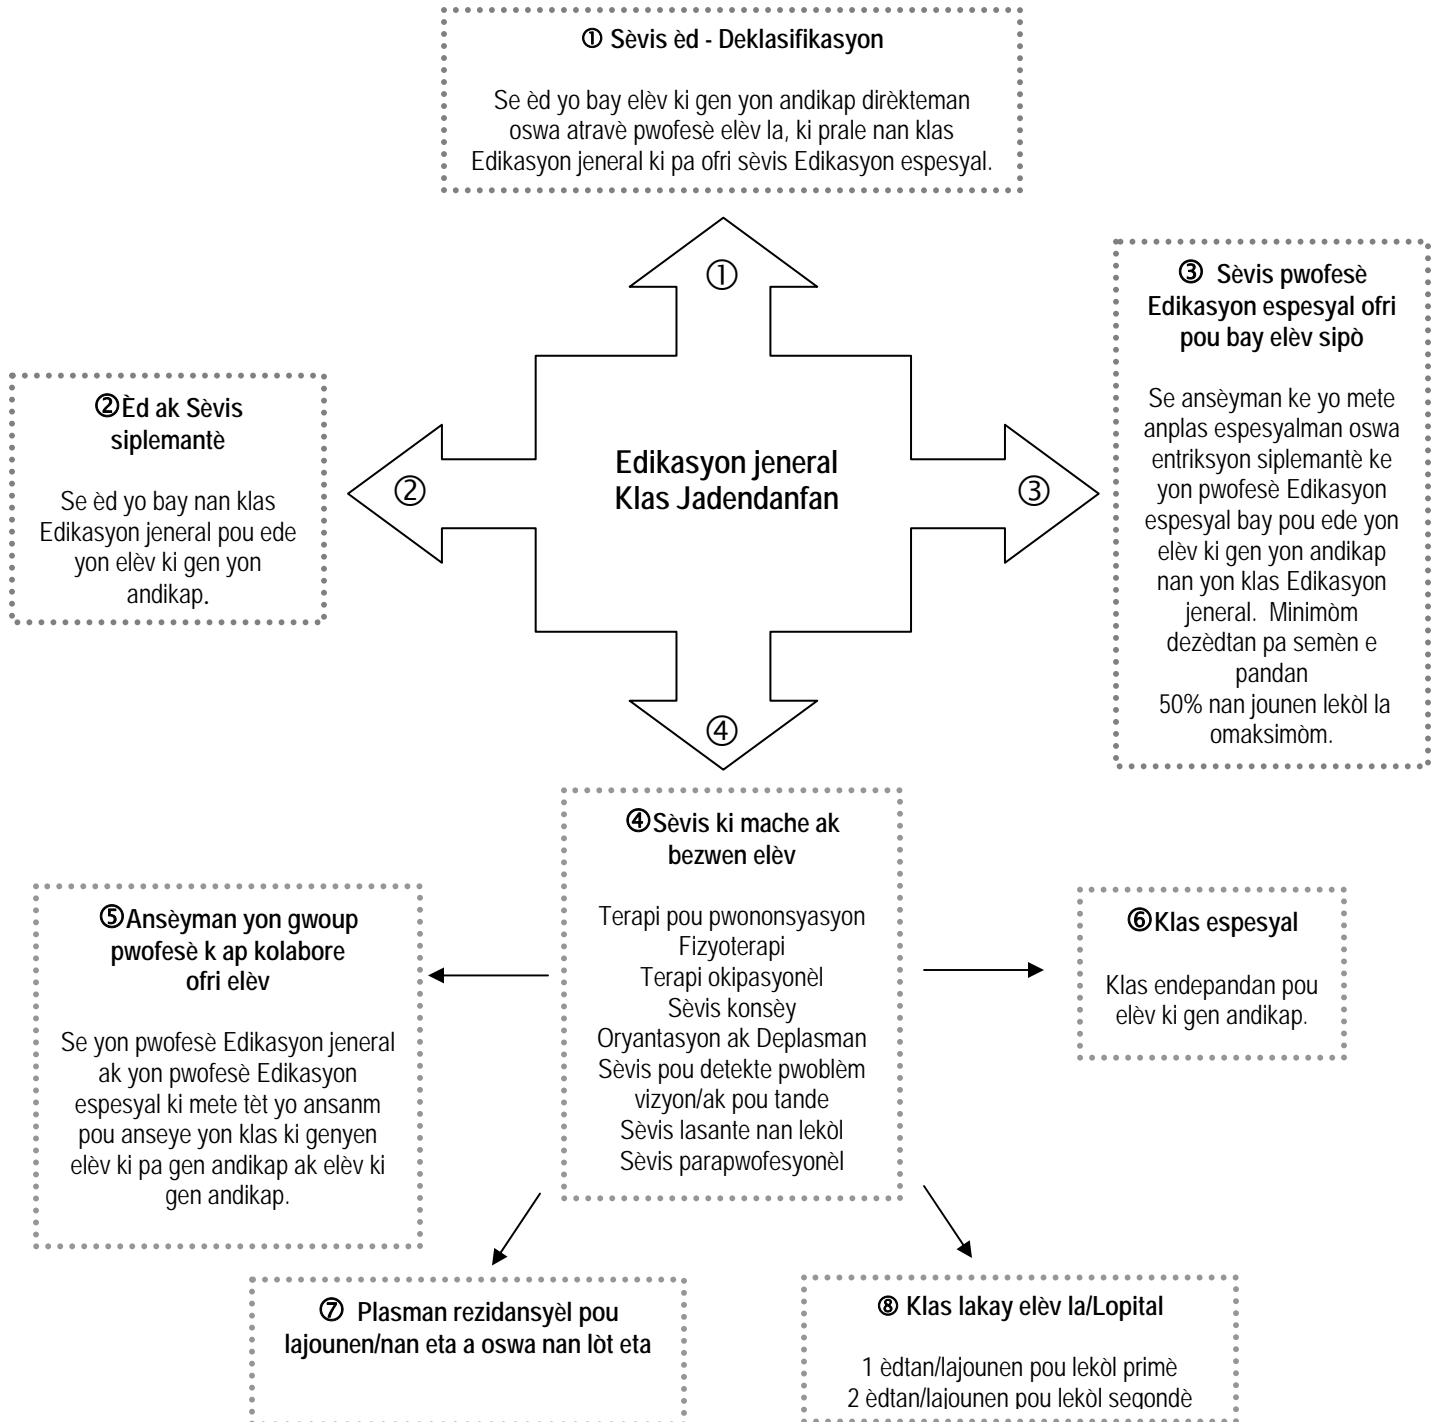 ① Sèvis èd - Deklasifikasyon
Se èd yo bay elèv ki gen yon andikap dirèkteman
oswa atravè pwofesè elèv la, ki prale nan klas
Edikasyon jeneral ki pa ofri sèvis Edikasyon espesyal.
①
② Èd ak Sèvis
siplemantè
Se èd yo bay nan klas
Edikasyon jeneral pou ede
yon elèv ki gen yon
andikap.
②
Edikasyon jeneral
Klas Jadendanfan
③
③ Sèvis pwofesè
Edikasyon espesyal ofri
pou bay elèv sipò
Se ansèyman ke yo mete
anplas espesyalman oswa
entriksyon siplemantè ke
yon pwofesè Edikasyon
espesyal bay pou ede yon
elèv ki gen yon andikap
nan yon klas Edikasyon
jeneral. Minimòm
dezèdtan pa semèn e
pandan
50% nan jounen lekòl la
omaksimòm.
④
④ Sèvis ki mache ak
bezwen elèv
Terapi pou pwononsyasyon
Fizyoterapi
Terapi okipasyonèl
Sèvis konsèy
Oryantasyon ak Deplasman
Sèvis pou detekte pwoblèm
vizyon/ak pou tande
Sèvis lasante nan lekòl
Sèvis parapwofesyonèl
⑤ Ansèyman yon gwoup
pwofesè k ap kolabore
ofri elèv
Se yon pwofesè Edikasyon jeneral
ak yon pwofesè Edikasyon
espesyal ki mete tèt yo ansanm
pou anseye yon klas ki genyen
elèv ki pa gen andikap ak elèv ki
gen andikap.
⑥ Klas espesyal
Klas endepandan pou
elèv ki gen andikap.
⑦ Plasman rezidansyèl pou
lajounen/nan eta a oswa nan lòt eta
⑧ Klas lakay elèv la/Lopital
1 èdtan/lajounen pou lekòl primè
2 èdtan/lajounen pou lekòl segondè